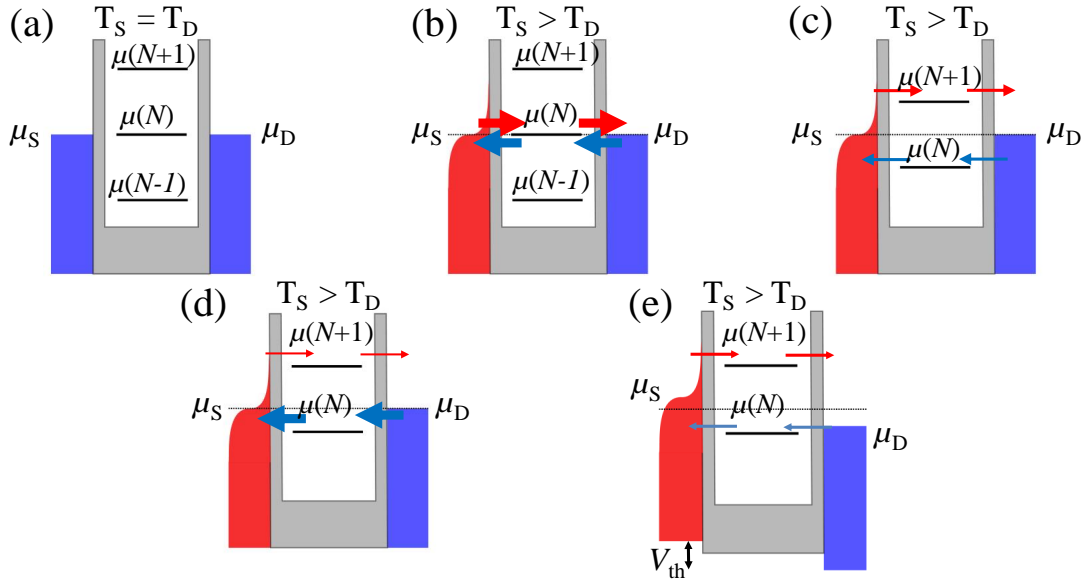 (a) T_S = T_D
μ(N+1)
μ_S μ(N) μ_D
μ(N-1)
(b) T_S > T_D
μ(N+1)
μ_S μ(N) μ_D
μ(N-1)
(c) T_S > T_D
μ(N+1)
μ_S μ_D
μ(N)
(d) T_S > T_D
μ(N+1)
μ_S μ(N) μ_D
(e) T_S > T_D
μ(N+1)
μ_S
μ(N)
μ_D
V_th